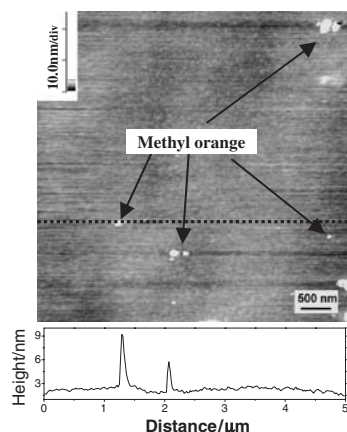 10.0nm/div
Methyl orange
500 nm
Height/nm
9
6
3
0 1 2 3 4 5
Distance/μm